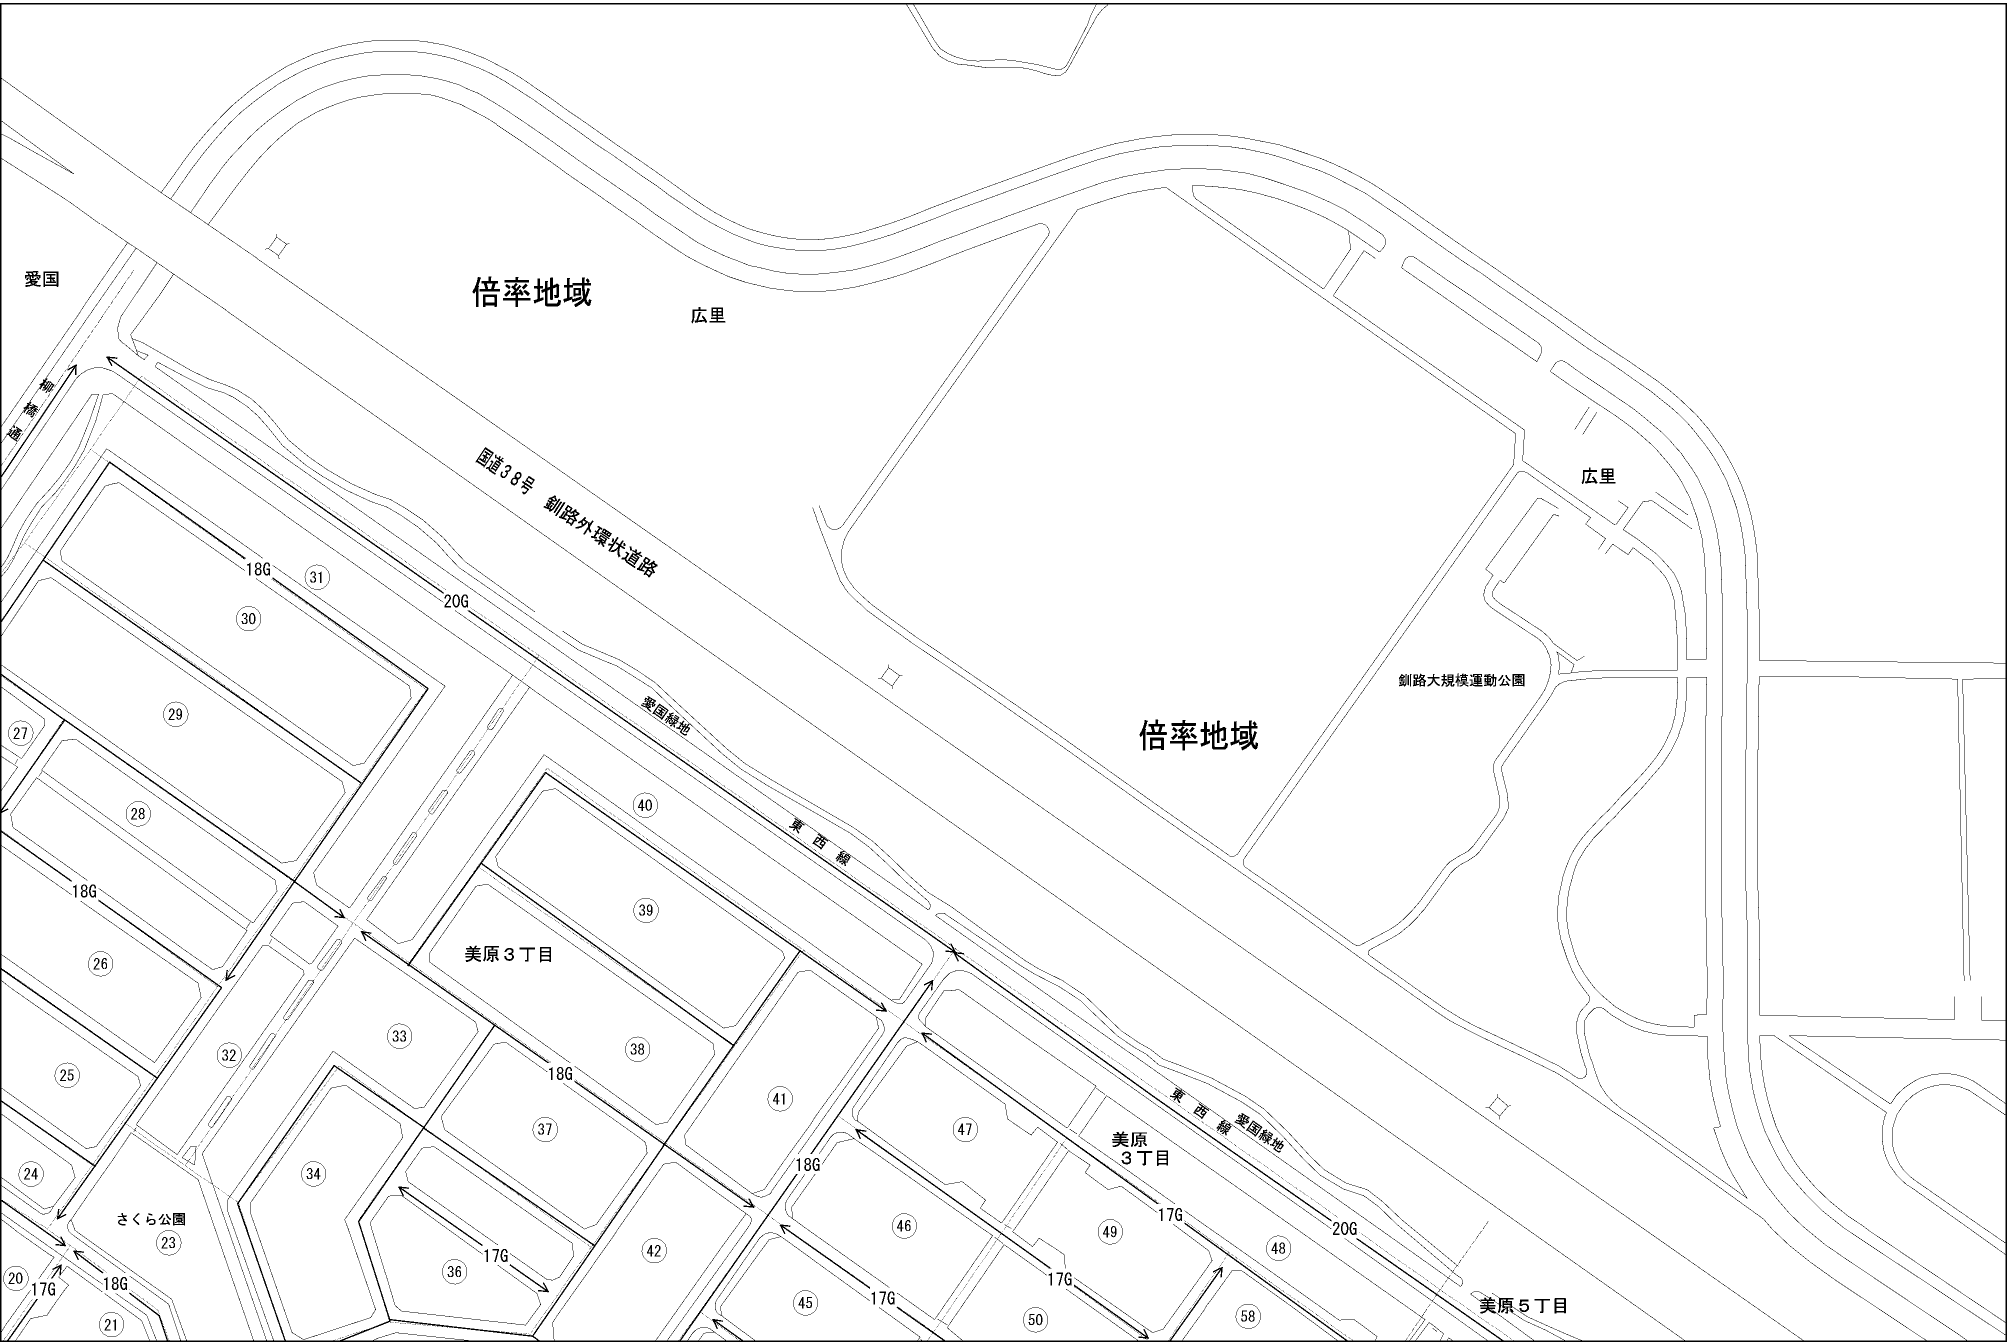 愛国
倍率地域
広里
柳橋通
国道３８号　釧路外環状道路
広里
18G
31
30
20G
釧路大規模運動公園
愛国緑地
倍率地域
29
27
28
40
東西線
18G
39
26
美原３丁目
38
33
32
25
18G
41
37
47
東西線
愛国緑地
美原
３丁目
24
34
18G
さくら公園
23
46
17G
49
20G
48
42
17G
36
20
17G
18G
17G
45
17G
美原５丁目
58
50
21